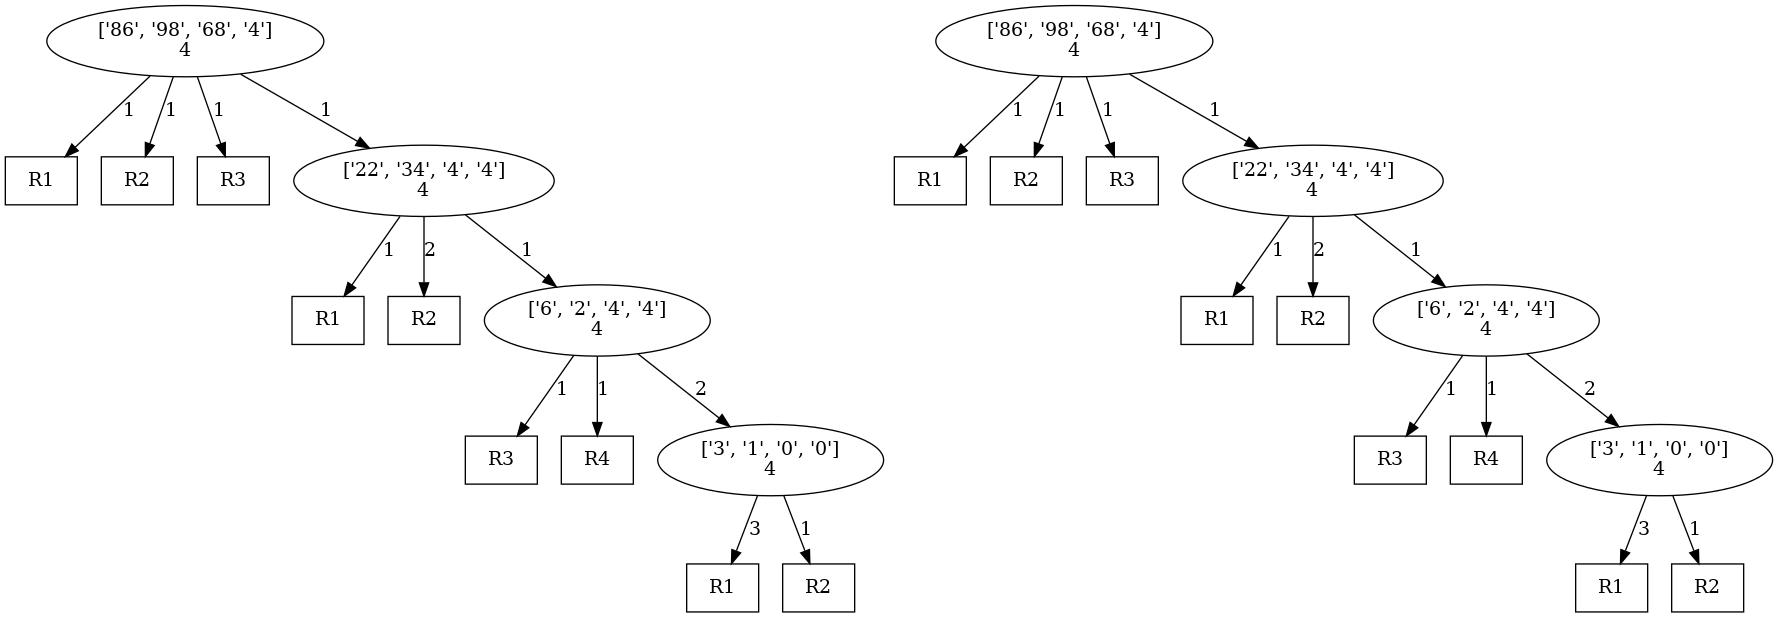 ['86', '98', '68', '4']
4
['86', '98', '68', '4']
4
1
1
1
1
1
1
1
1
R1
R2
R3
['22', '34', '4', '4']
4
R1
R2
R3
['22', '34', '4', '4']
4
1
2
1
1
2
1
R1
R2
['6', '2', '4', '4']
4
R1
R2
['6', '2', '4', '4']
4
1
1
2
1
1
2
R3
R4
['3', '1', '0', '0']
4
R3
R4
['3', '1', '0', '0']
4
3
1
3
1
R1
R2
R1
R2